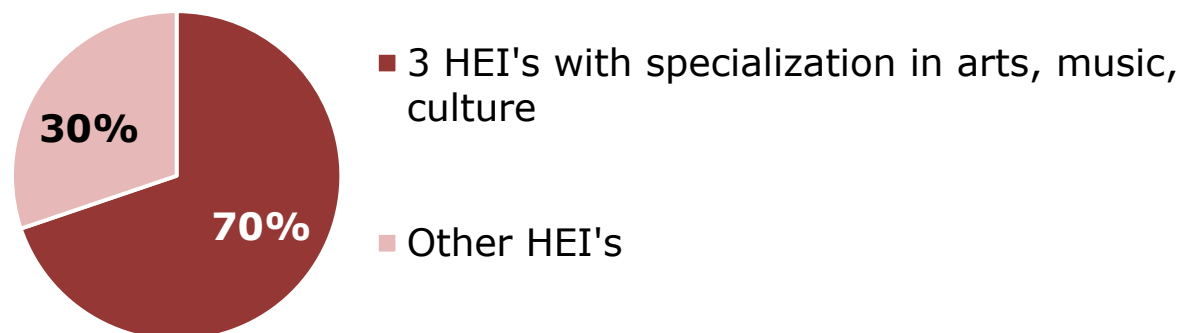 3 HEI's with specialization in arts, music,
culture
30%
70%
Other HEI's